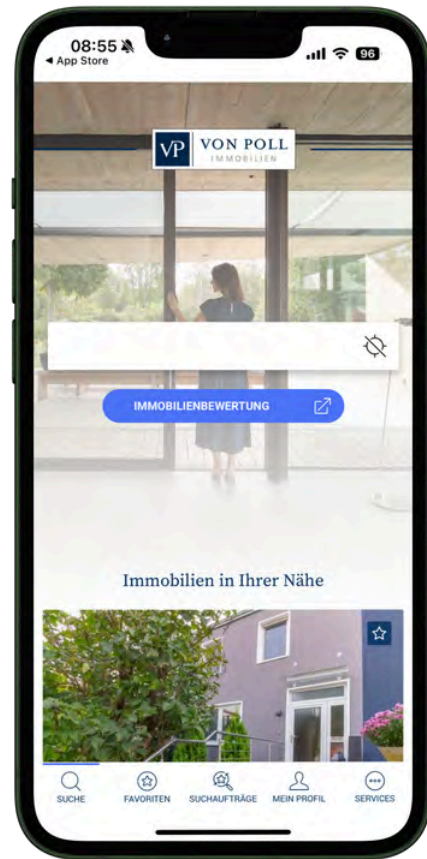 08:55
◀ App Store
96
VP
VON POLL
IMMOBILIEN
IMMOBILIENBEWERTUNG
Immobilien in Ihrer Nähe
SUCHE
FAVORITEN
SUCHAUFTRÄGE
MEIN PROFIL
SERVICES